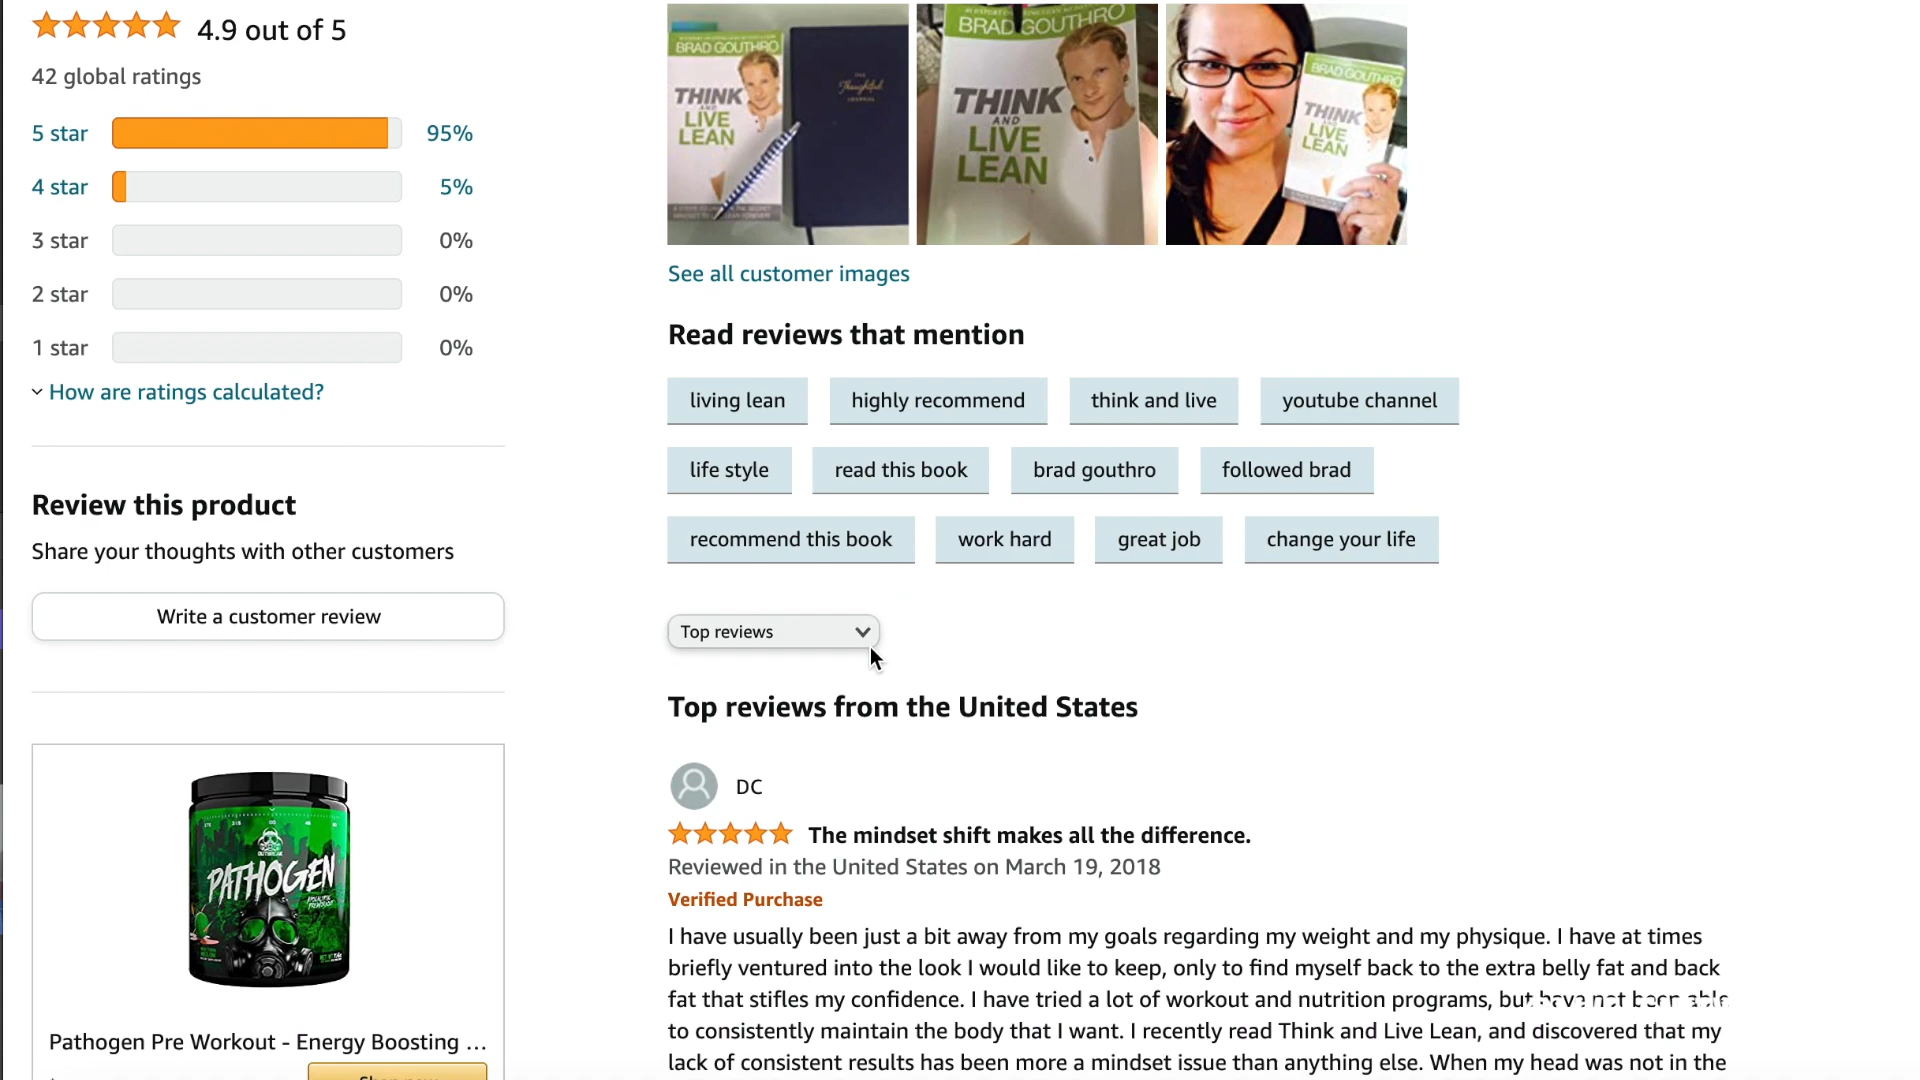 4.9 out of 5
42 global ratings
5 star 95%
4 star 5%
3 star 0%
2 star 0%
1 star 0%
How are ratings calculated?
Review this product
Share your thoughts with other customers
Write a customer review
PATHOGEN
Pathogen Pre Workout - Energy Boosting ...
BRAD GOUTHRO
THINK
LIVE
LEAN
The
Thoughtful
JOURNAL
BRAD GOUTHRO
THINK
AND
LIVE
LEAN
BRAD GOUTHRO
THINK
AND
LIVE
LEAN
See all customer images
Read reviews that mention
living lean
highly recommend
think and live
youtube channel
life style
read this book
brad gouthro
followed brad
recommend this book
work hard
great job
change your life
Top reviews
Top reviews from the United States
DC
The mindset shift makes all the difference.
Reviewed in the United States on March 19, 2018
Verified Purchase
I have usually been just a bit away from my goals regarding my weight and my physique. I have at times
briefly ventured into the look I would like to keep, only to find myself back to the extra belly fat and back
fat that stifles my confidence. I have tried a lot of workout and nutrition programs, but have not been able
to consistently maintain the body that I want. I recently read Think and Live Lean, and discovered that my
lack of consistent results has been more a mindset issue than anything else. When my head was not in the